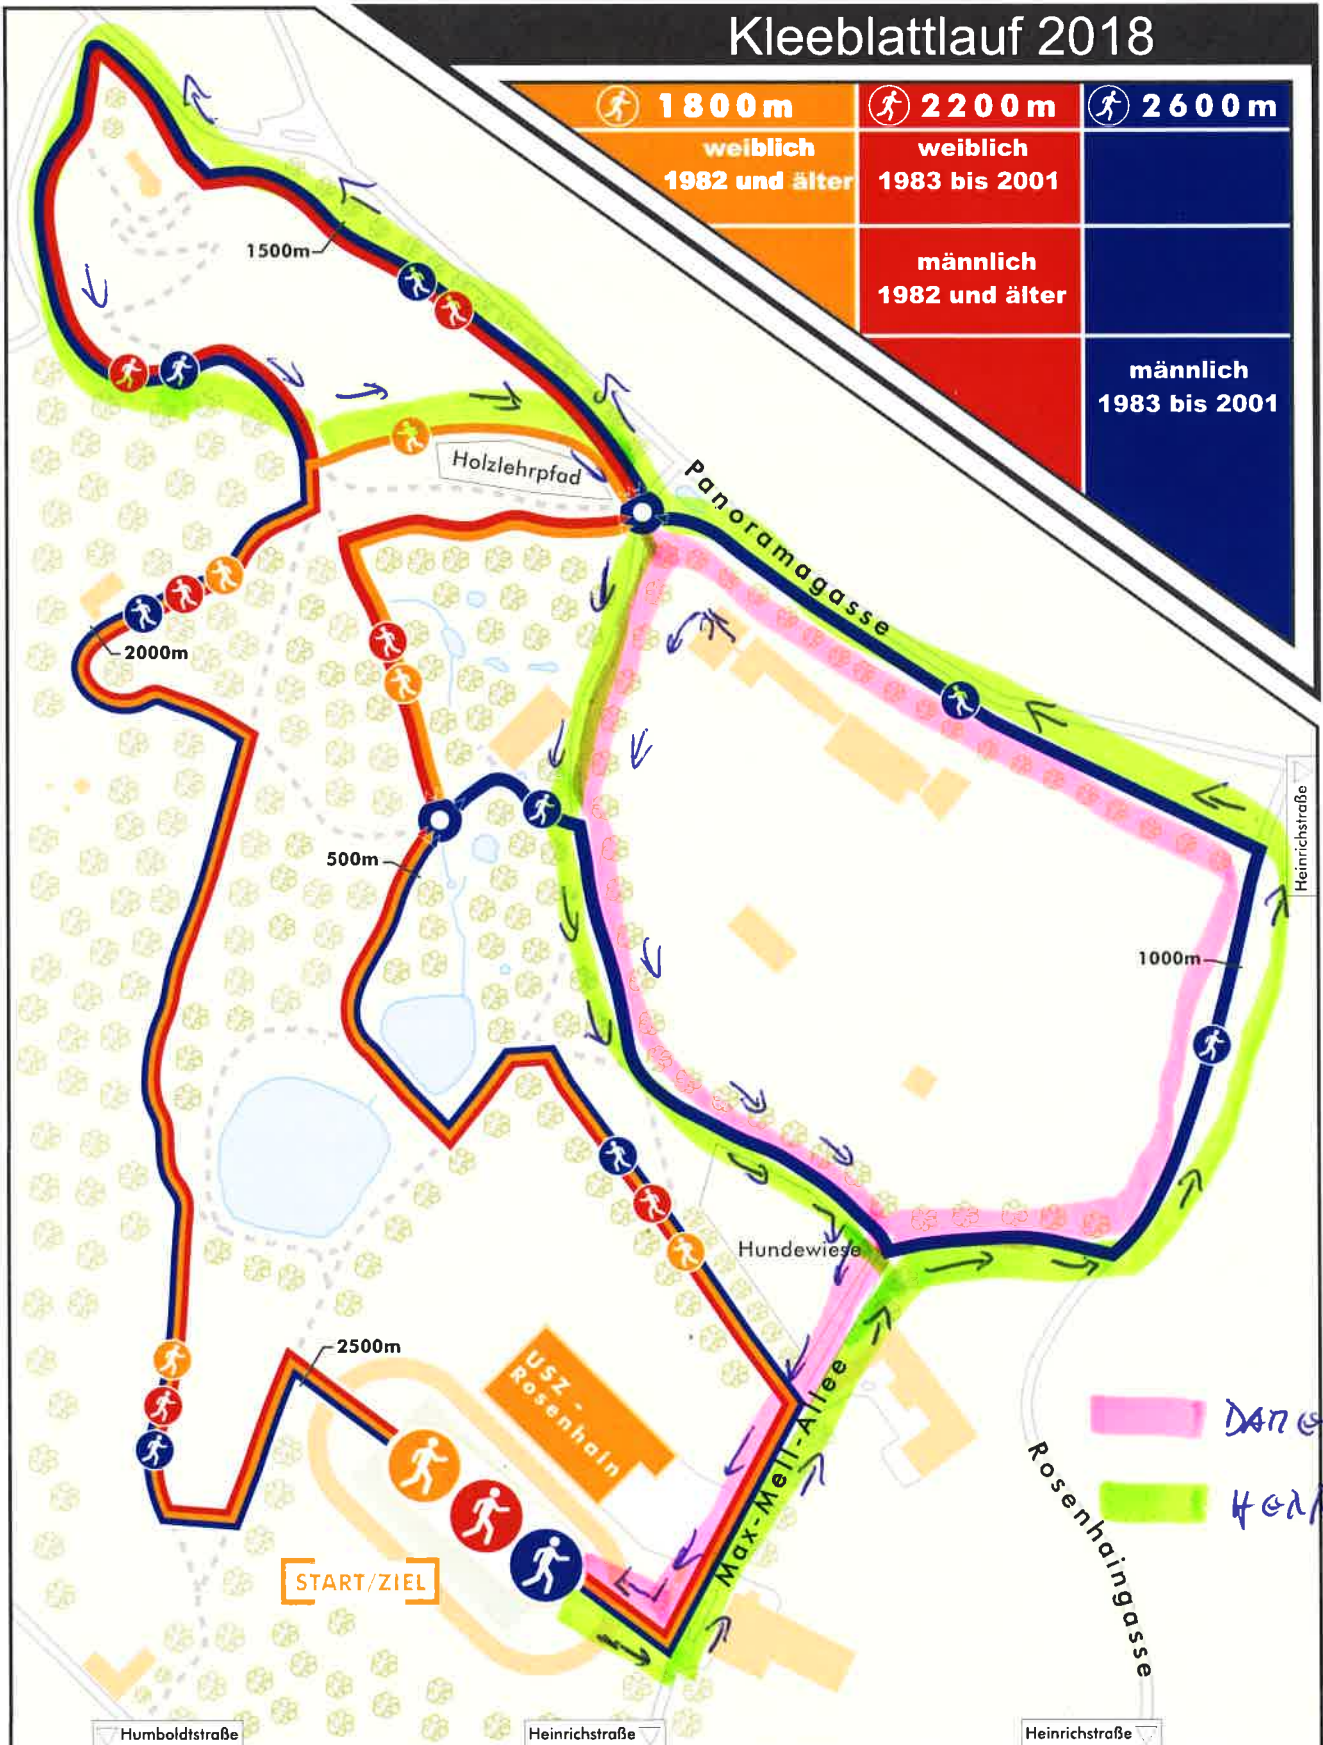 Kleeblattlauf 2018
1800m
2200m
2600m
weiblich
1982 und älter
weiblich
1983 bis 2001
männlich
1982 und älter
männlich
1983 bis 2001
1500m
Holzlehrpfad
Panoramagasse
2000m
Heinrichstraße
500m
1000m
Hundewiese
2500m
USZ -
Rosenhain
Max-Mell-Allee
Rosenhaingasse
START/ZIEL
Humboldtstraße
Heinrichstraße
Heinrichstraße